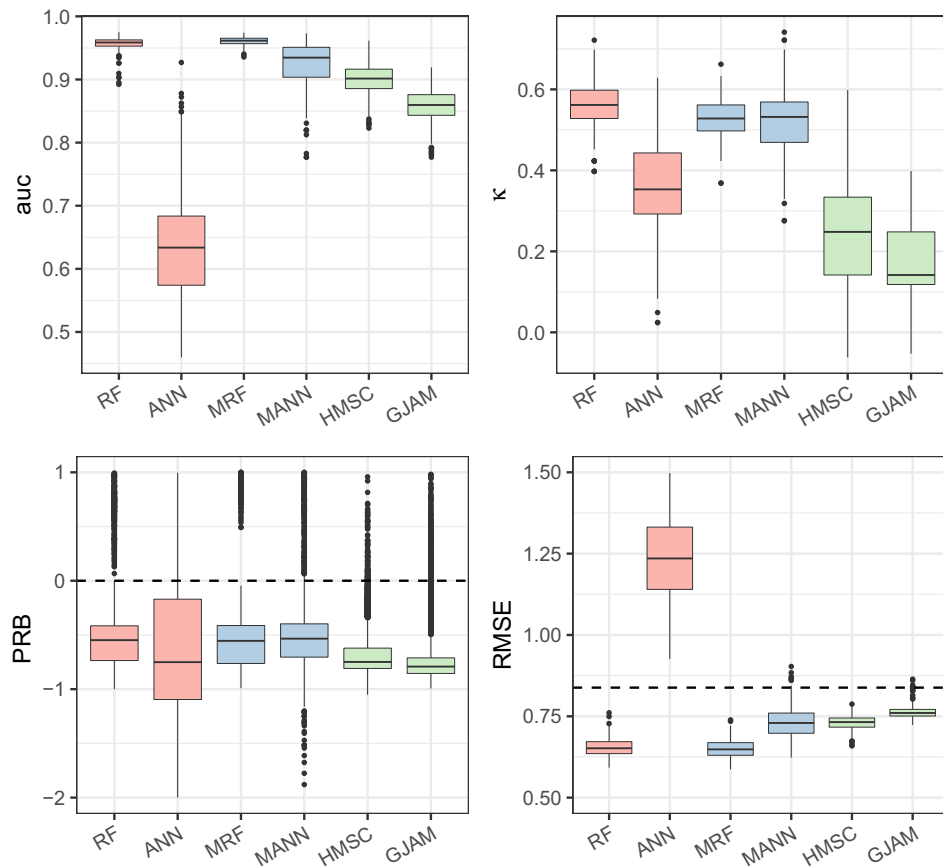 auc
1.0
0.9
0.8
0.7
0.6
0.5
RF ANN MRF MANN HMSC GJAM
κ
0.6
0.4
0.2
0.0
RF ANN MRF MANN HMSC GJAM
PRB
1
0
−1
−2
RF ANN MRF MANN HMSC GJAM
RMSE
1.50
1.25
1.00
0.75
0.50
RF ANN MRF MANN HMSC GJAM